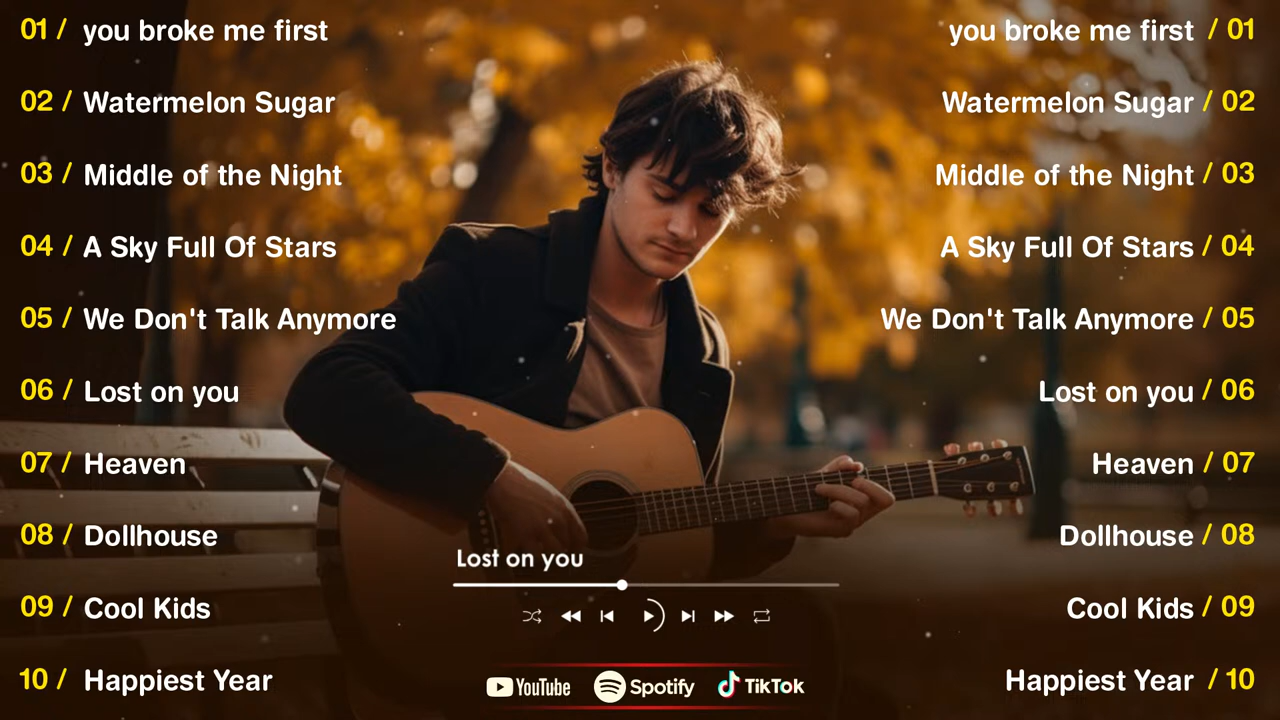 01 / you broke me first
02 / Watermelon Sugar
03 / Middle of the Night
04 / A Sky Full Of Stars
05 / We Don't Talk Anymore
06 / Lost on you
07 / Heaven
08 / Dollhouse
09 / Cool Kids
10 / Happiest Year
you broke me first / 01
Watermelon Sugar / 02
Middle of the Night / 03
A Sky Full Of Stars / 04
We Don't Talk Anymore / 05
Lost on you / 06
Heaven / 07
Dollhouse / 08
Cool Kids / 09
Happiest Year / 10
Lost on you
YouTube Spotify TikTok